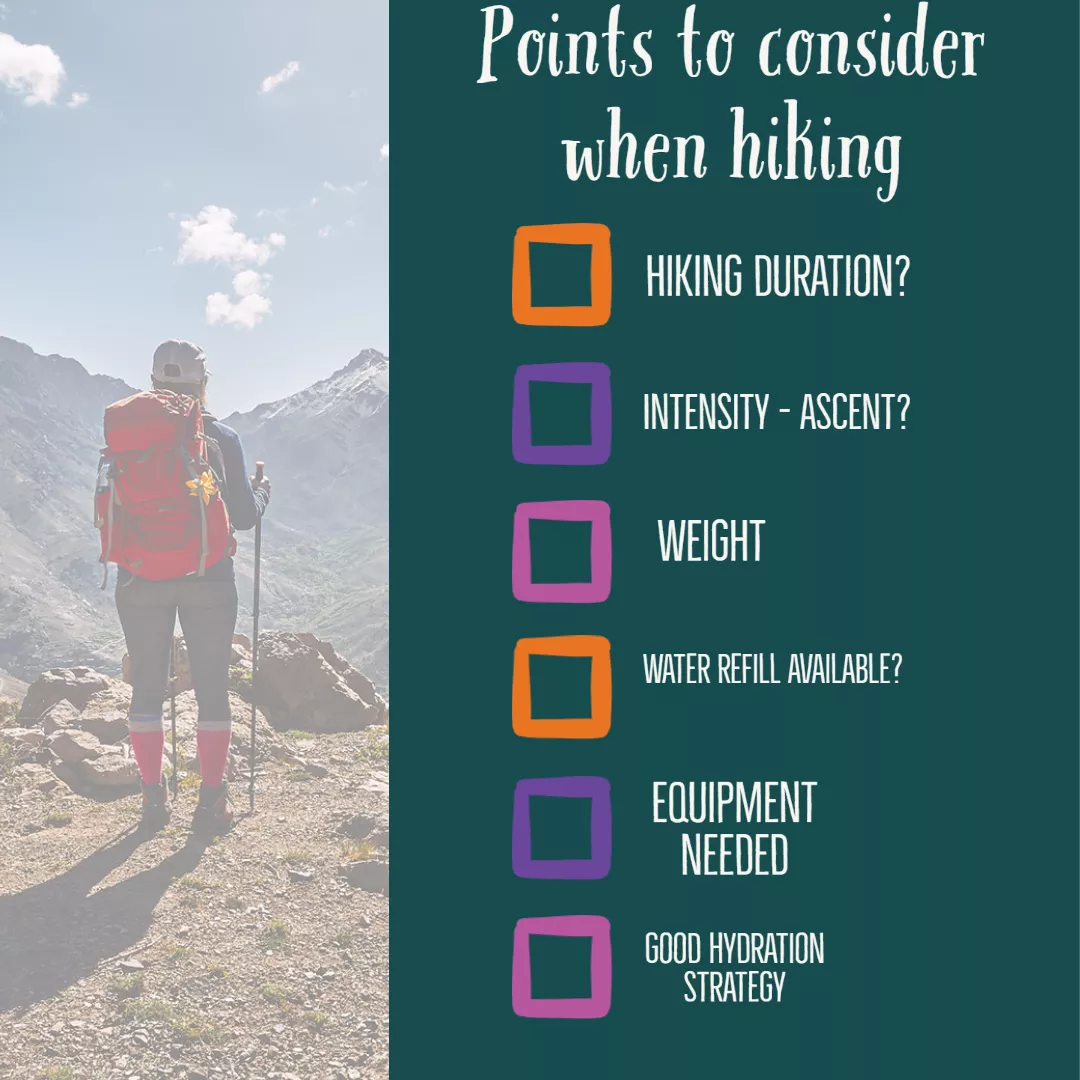 Points to consider
when hiking
HIKING DURATION?
INTENSITY - ASCENT?
WEIGHT
WATER REFILL AVAILABLE?
EQUIPMENT
NEEDED
GOOD HYDRATION
STRATEGY